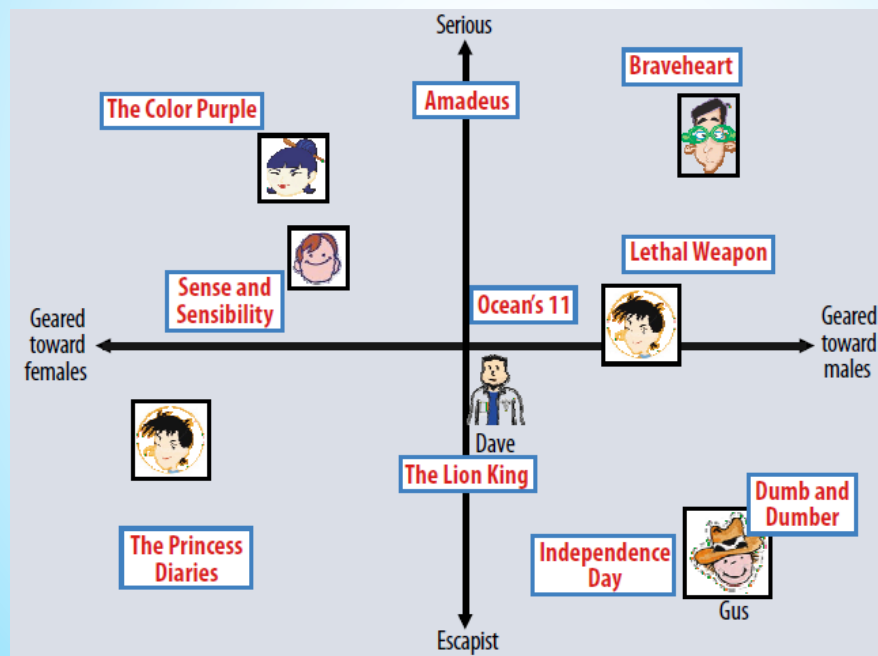 Serious
Braveheart
Amadeus
The Color Purple
Lethal Weapon
Sense and
Sensibility
Ocean's 11
Geared
toward
females
Geared
toward
males
Dave
The Lion King
Dumb and
Dumber
The Princess
Diaries
Independence
Day
Gus
Escapist